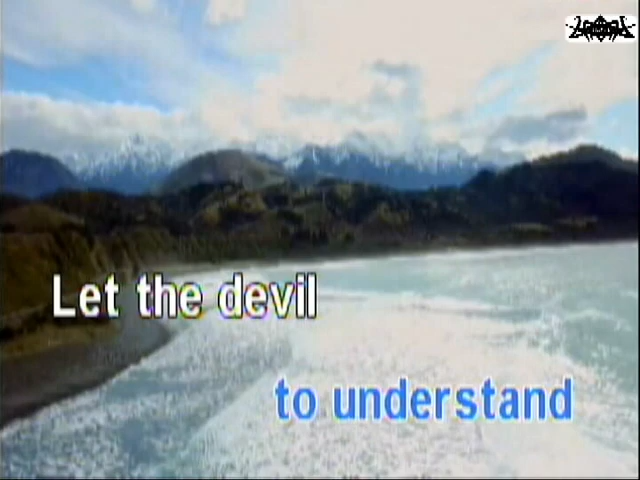 Let the devil
to understand